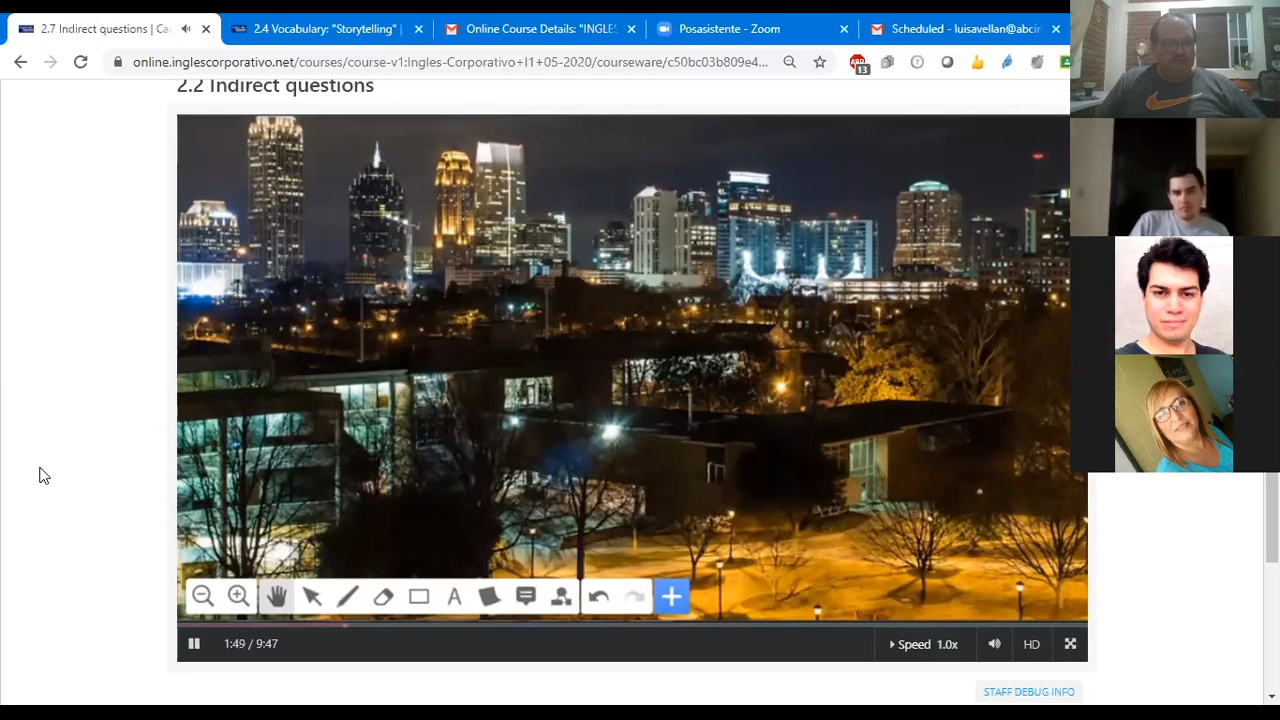 2.7 Indirect questions | Ca
2.4 Vocabulary: "Storytelling" |
Online Course Details: "INGLES
Posasistente - Zoom
Scheduled - luisavellan@abcin
online.inglescorporativo.net/courses/course-v1:Ingles-Corporativo+I1+05-2020/courseware/c50bc03b809e4...
13
2.2 Indirect questions
A
1:49 / 9:47
Speed 1.0x
HD
STAFF DEBUG INFO